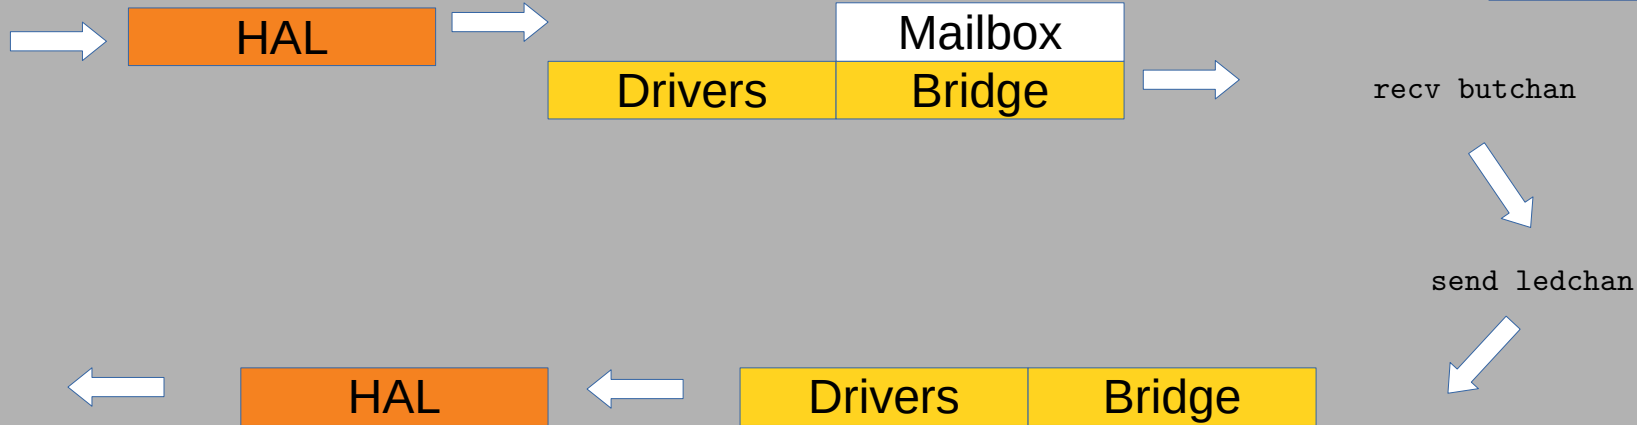 HAL
Mailbox
Drivers
Bridge
recv butchan
send ledchan
HAL
Drivers
Bridge